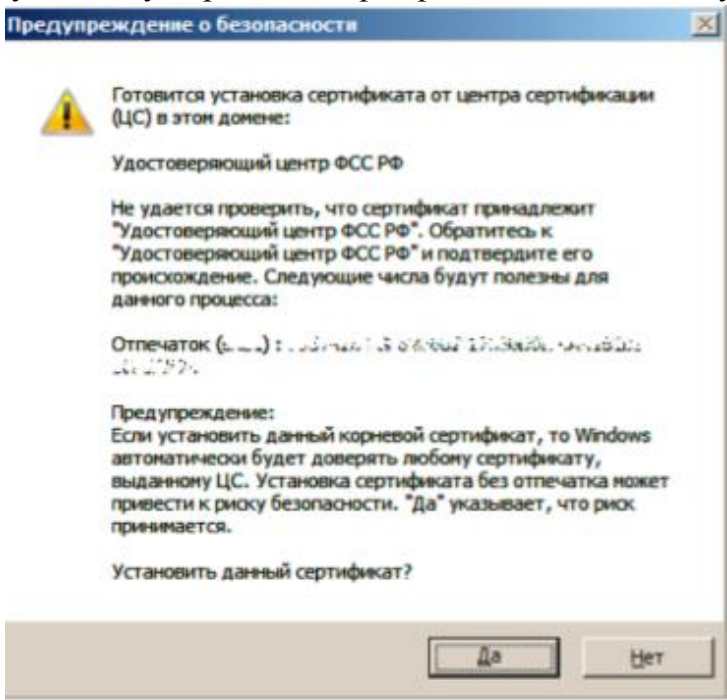 Предупреждение о безопасности
Готовится установка сертификата от центра сертификации
(ЦС) в этом домене:
Удостоверяющий центр ФСС РФ
Не удается проверить, что сертификат принадлежит
"Удостоверяющий центр ФСС РФ". Обратитесь к
"Удостоверяющий центр ФСС РФ" и подтвердите его
происхождение. Следующие числа будут полезны для
данного процесса:
Отпечаток
Предупреждение:
Если установить данный корневой сертификат, то Windows
автоматически будет доверять любому сертификату,
выданному ЦС. Установка сертификата без отпечатка может
привести к риску безопасности. "Да" указывает, что риск
принимается.
Установить данный сертификат?
Да
Нет